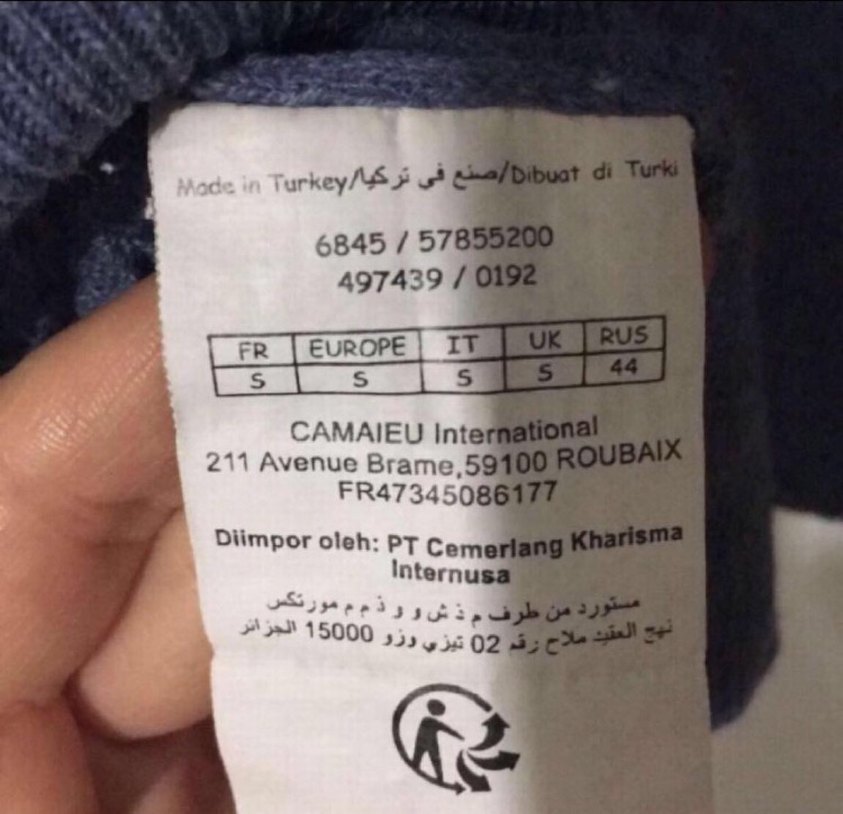 Made in Turkey/صنع في تركيا/Dibuat di Turki
6845 / 57855200
497439 / 0192
FR EUROPE IT UK RUS
S S S S 44
CAMAIEU International
211 Avenue Brame,59100 ROUBAIX
FR47345086177
Diimpor oleh: PT Cemerlang Kharisma
Internusa
مستورد من طرف م ذ ش و و ذ م م مورتكس
نهج العقيد ملاح رقم 02 تيزي وزو 15000 الجزائر